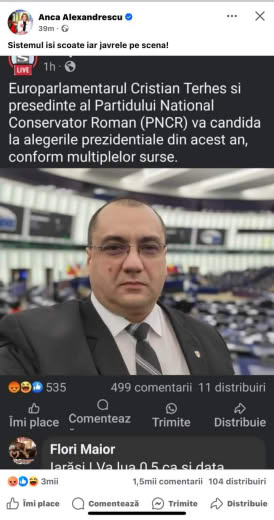 Anca Alexandrescu
39m ·
Sistemul isi scoate iar javrele pe scena!
LIVE
1h ·
Europarlamentarul Cristian Terhes si
presedinte al Partidului National
Conservator Roman (PNCR) va candida
la alegerile prezidentiale din acest an,
conform multiplelor surse.
535 499 comentarii 11 distribuiri
Îmi place Comenteaz Trimite Distribuie
Flori Maior
Iarăși ! Va lua 0,5 ca și data
3mii 1,5mii comentarii 104 distribuiri
Îmi place Comentează Trimite Distribuie